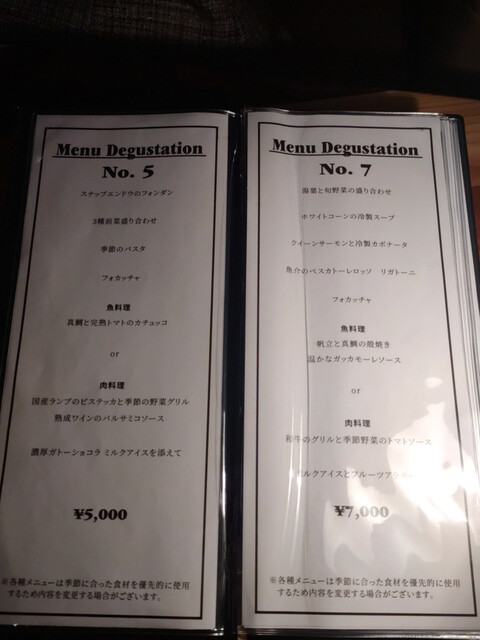 Menu Degustation
No. 5
スナップエンドウのフォンダン
3種前菜盛り合わせ
季節のパスタ
フォカッチャ
魚料理
真鯛と完熟トマトのカチュッコ
or
肉料理
国産ランプのビステッカと季節の野菜グリル
熟成ワインのバルサミコソース
濃厚ガトーショコラ ミルクアイスを添えて
¥5,000
※各種メニューは季節に合った食材を優先的に使用
するため内容を変更する場合がございます。
Menu Degustation
No. 7
湯葉と旬野菜の盛り合わせ
ホワイトコーンの冷製スープ
クィーンサーモンと冷製カポナータ
魚介のペスカトーレロッソ リガトーニ
フォカッチャ
魚料理
帆立と真鯛の殻焼き
温かなガッカモーレソース
or
肉料理
和牛のグリルと季節野菜のトマトソース
ミルクアイスとフルーツ
¥7,000
※各種メニューは季節に合った食材を優先的に使用
するため内容を変更する場合がございます。